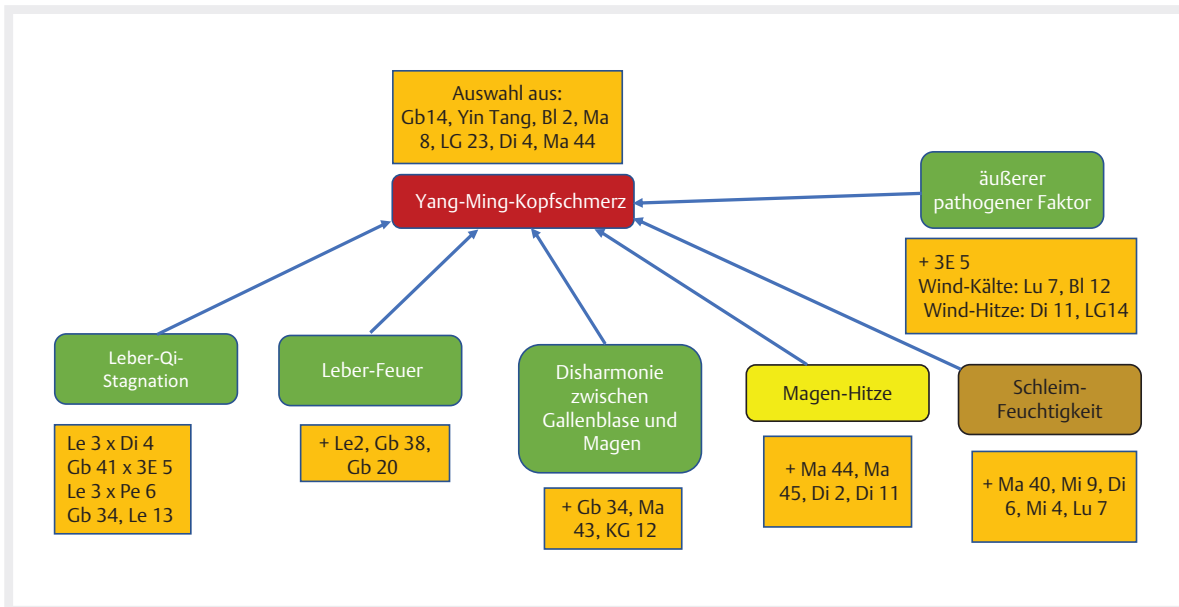 Auswahl aus:
Gb14, Yin Tang, Bl 2, Ma
8, LG 23, Di 4, Ma 44
Yang-Ming-Kopfschmerz
äußerer
pathogener Faktor
+ 3E 5
Wind-Kälte: Lu 7, Bl 12
Wind-Hitze: Di 11, LG14
Leber-Qi-
Stagnation
Le 3 x Di 4
Gb 41 x 3E 5
Le 3 x Pe 6
Gb 34, Le 13
Leber-Feuer
+ Le2, Gb 38,
Gb 20
Disharmonie
zwischen
Gallenblase und
Magen
+ Gb 34, Ma
43, KG 12
Magen-Hitze
+ Ma 44, Ma
45, Di 2, Di 11
Schleim-
Feuchtigkeit
+ Ma 40, Mi 9, Di
6, Mi 4, Lu 7